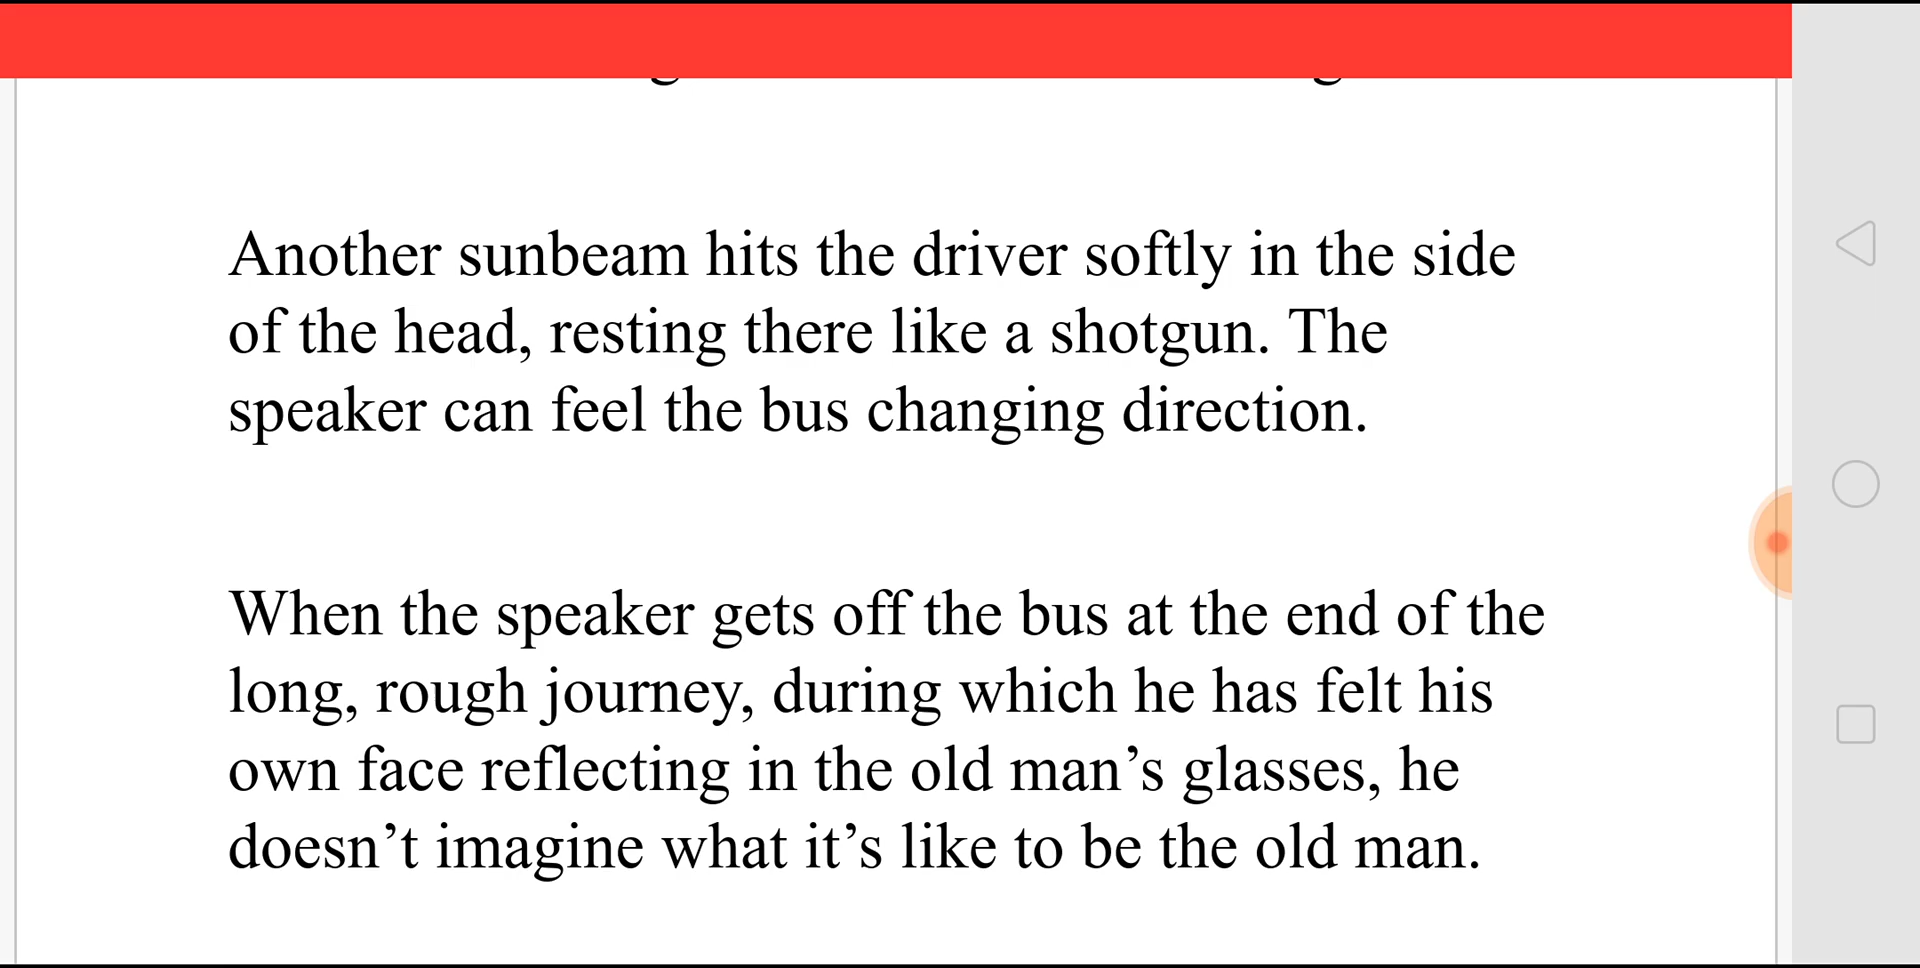 Another sunbeam hits the driver softly in the side
of the head, resting there like a shotgun. The
speaker can feel the bus changing direction.
When the speaker gets off the bus at the end of the
long, rough journey, during which he has felt his
own face reflecting in the old man’s glasses, he
doesn’t imagine what it’s like to be the old man.